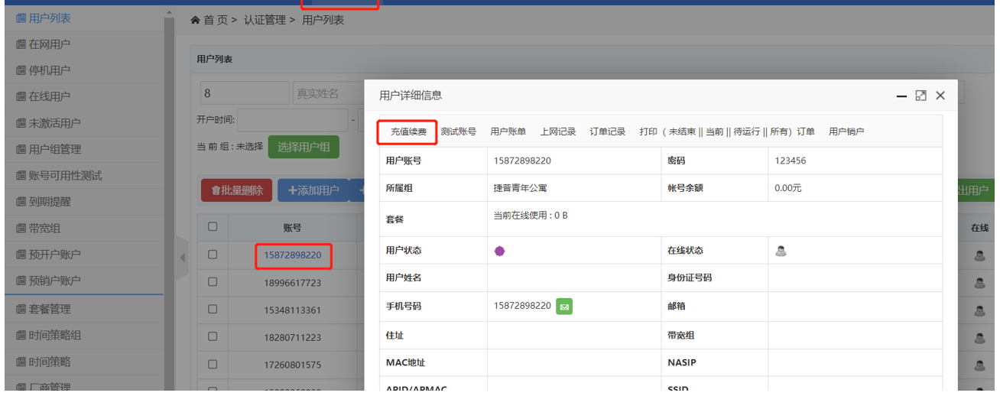 用户列表
在网用户
停机用户
在线用户
未激活用户
用户组管理
账号可用性测试
到期提醒
带宽组
预开户账户
预销户账户
套餐管理
时间策略组
时间策略
厂商管理
首 页 > 认证管理 > 用户列表
用户列表
8 真实姓名
开户时间: -
当 前 组 : 未选择 选择用户组
批量删除 添加用户 出用户
账号 在线
15872898220
18996617723
15348113361
18280711223
17260801575
用户详细信息
充值续费 测试账号 用户账单 上网记录 订单记录 打印（ 未结束 || 当前 || 待运行 || 所有）订单 用户销户
用户账号 15872898220 密码 123456
所属组 捷普青年公寓 帐号余额 0.00元
套餐 当前在线使用 : 0 B
用户状态 在线状态
用户姓名 身份证号码
手机号码 15872898220 邮箱
住址 带宽组
MAC地址 NASIP
APID/APMAC SSID